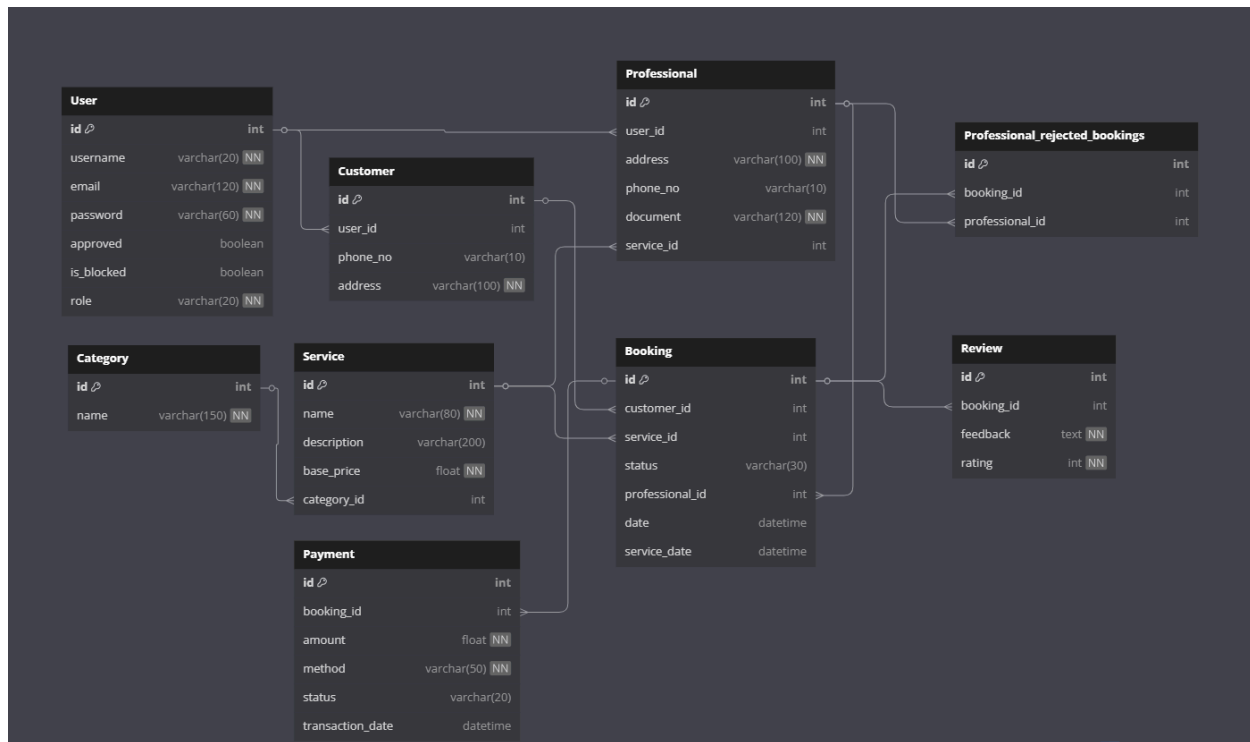 User
id int
username varchar(20) NN
email varchar(120) NN
password varchar(60) NN
approved boolean
is_blocked boolean
role varchar(20) NN
Customer
id int
user_id int
phone_no varchar(10)
address varchar(100) NN
Professional
id int
user_id int
address varchar(100) NN
phone_no varchar(10)
document varchar(120) NN
service_id int
Professional_rejected_bookings
id int
booking_id int
professional_id int
Category
id int
name varchar(150) NN
Service
id int
name varchar(80) NN
description varchar(200)
base_price float NN
category_id int
Booking
id int
customer_id int
service_id int
status varchar(30)
professional_id int
date datetime
service_date datetime
Review
id int
booking_id int
feedback text NN
rating int NN
Payment
id int
booking_id int
amount float NN
method varchar(50) NN
status varchar(20)
transaction_date datetime